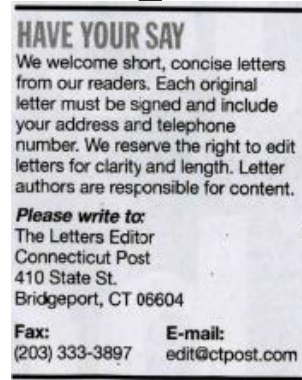 HAVE YOUR SAY
We welcome short, concise letters
from our readers. Each original
letter must be signed and include
your address and telephone
number. We reserve the right to edit
letters for clarity and length. Letter
authors are responsible for content.
Please write to:
The Letters Editor
Connecticut Post
410 State St.
Bridgeport, CT 06604
Fax: E-mail:
(203) 333-3897 edit@ctpost.com